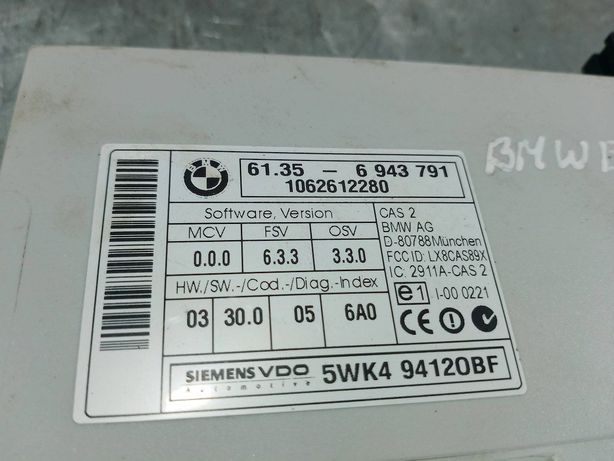 BMW
61.35 – 6 943 791
1062612280
Software, Version
MCV FSV OSV
0.0.0 6.3.3 3.3.0
HW./SW.-/Cod.-/Diag.-Index
03 30.0 05 6A0
CAS 2
BMW AG
D-80788München
FCC ID: LX8CAS89X
IC: 2911A-CAS 2
e1 I-00 0221
CE
SIEMENS VDO
Automotive
5WK4 94120BF
BMW E